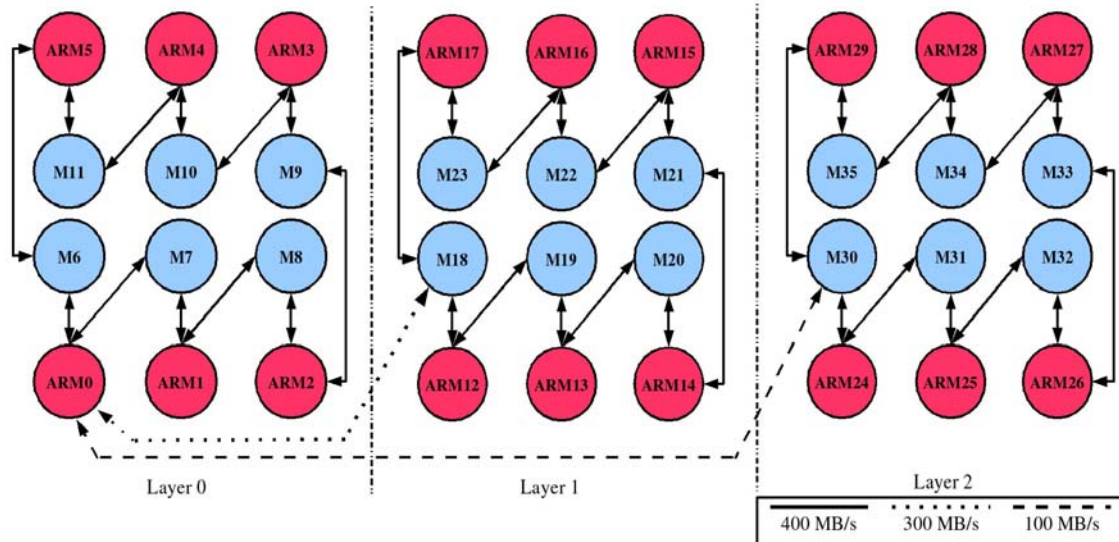 ARM5 ARM4 ARM3 ARM17 ARM16 ARM15 ARM29 ARM28 ARM27
M11 M10 M9 M23 M22 M21 M35 M34 M33
M6 M7 M8 M18 M19 M20 M30 M31 M32
ARM0 ARM1 ARM2 ARM12 ARM13 ARM14 ARM24 ARM25 ARM26
Layer 0 Layer 1 Layer 2
400 MB/s 300 MB/s 100 MB/s